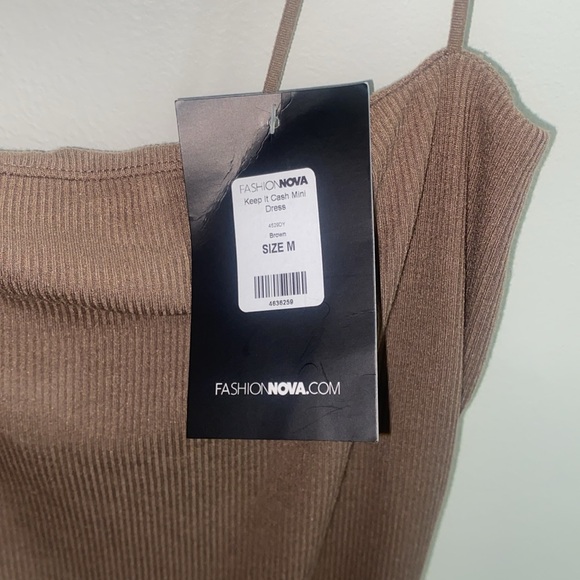 FASHIONNOVA
Keep It Cash Mini
Dress
Brown
SIZE M
4636259
FASHIONNOVA.COM